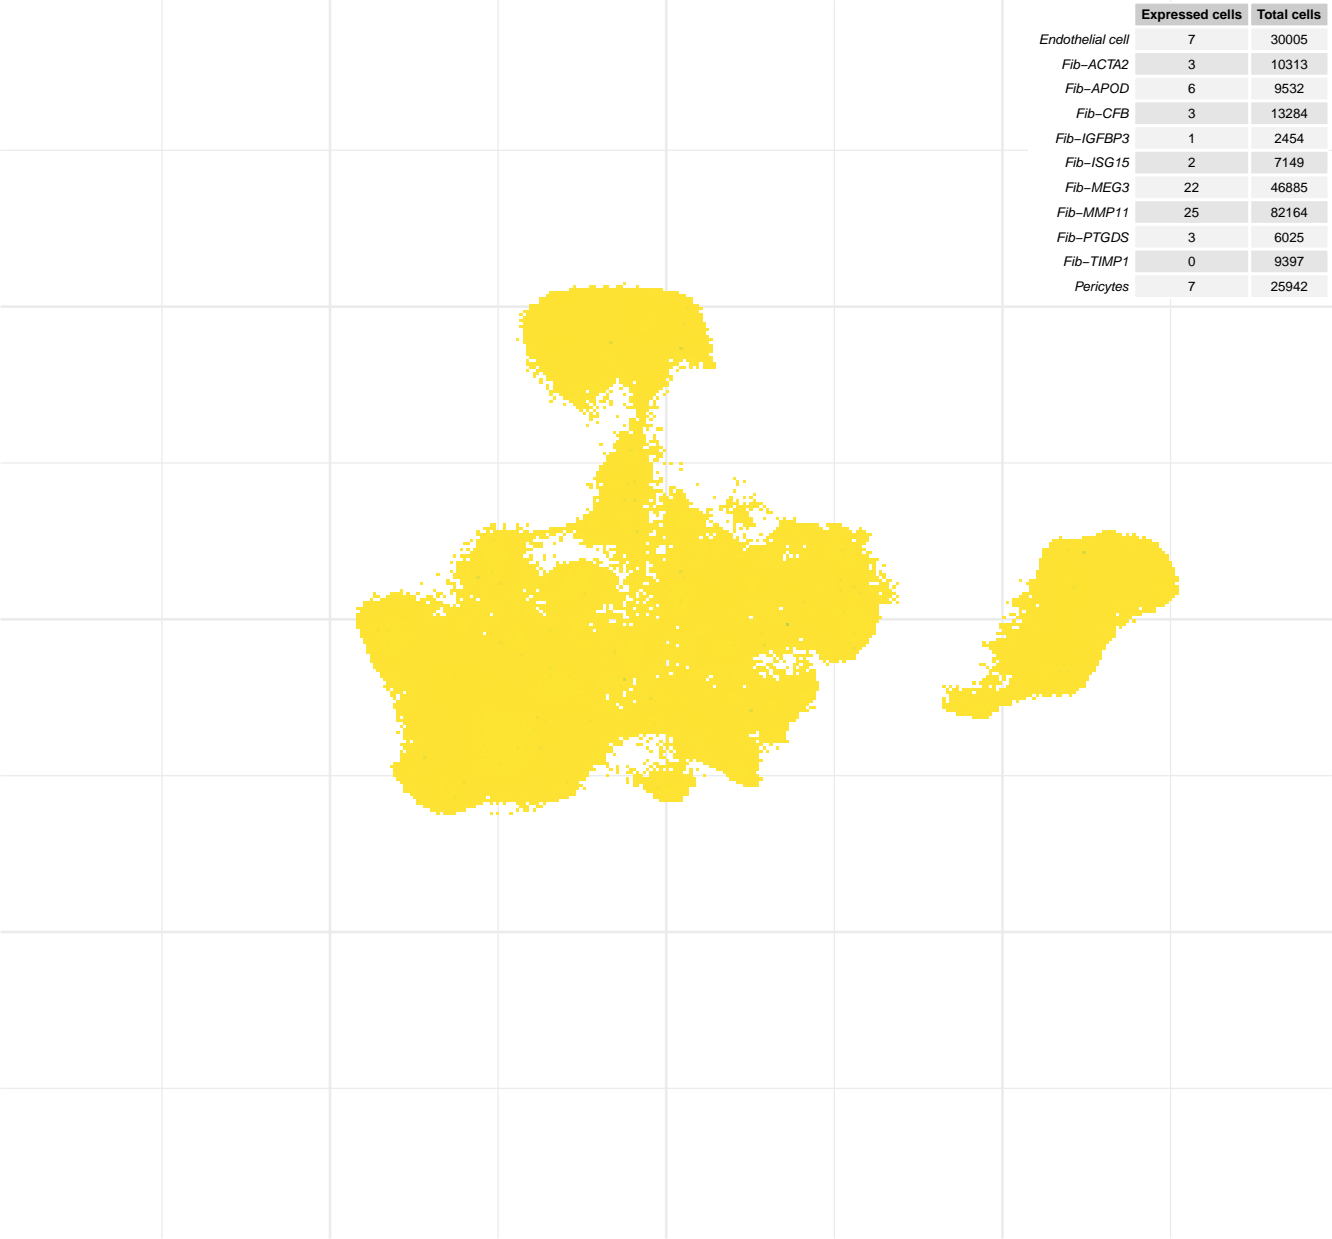 Expressed cells Total cells
Endothelial cell 7 30005
Fib−ACTA2 3 10313
Fib−APOD 6 9532
Fib−CFB 3 13284
Fib−IGFBP3 1 2454
Fib−ISG15 2 7149
Fib−MEG3 22 46885
Fib−MMP11 25 82164
Fib−PTGDS 3 6025
Fib−TIMP1 0 9397
Pericytes 7 25942